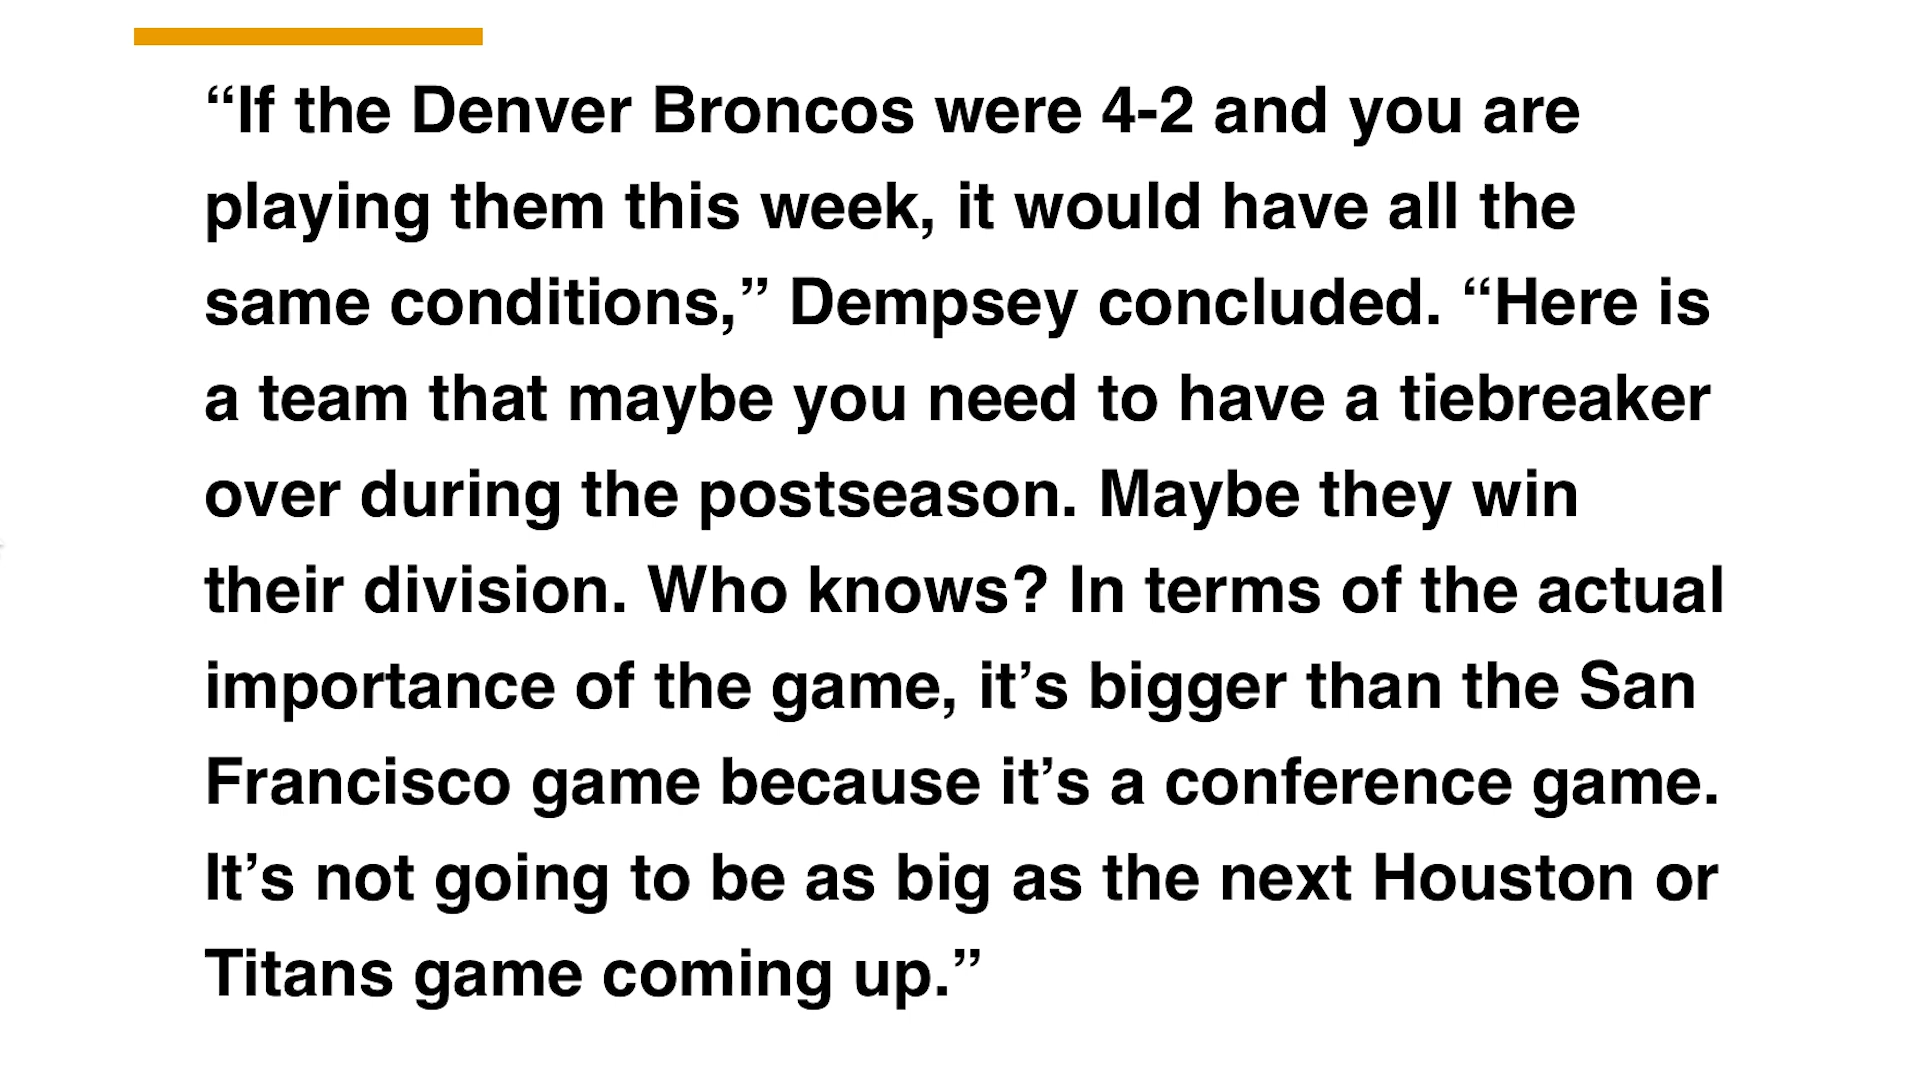 “If the Denver Broncos were 4-2 and you are
playing them this week, it would have all the
same conditions,” Dempsey concluded. “Here is
a team that maybe you need to have a tiebreaker
over during the postseason. Maybe they win
their division. Who knows? In terms of the actual
importance of the game, it’s bigger than the San
Francisco game because it’s a conference game.
It’s not going to be as big as the next Houston or
Titans game coming up.”